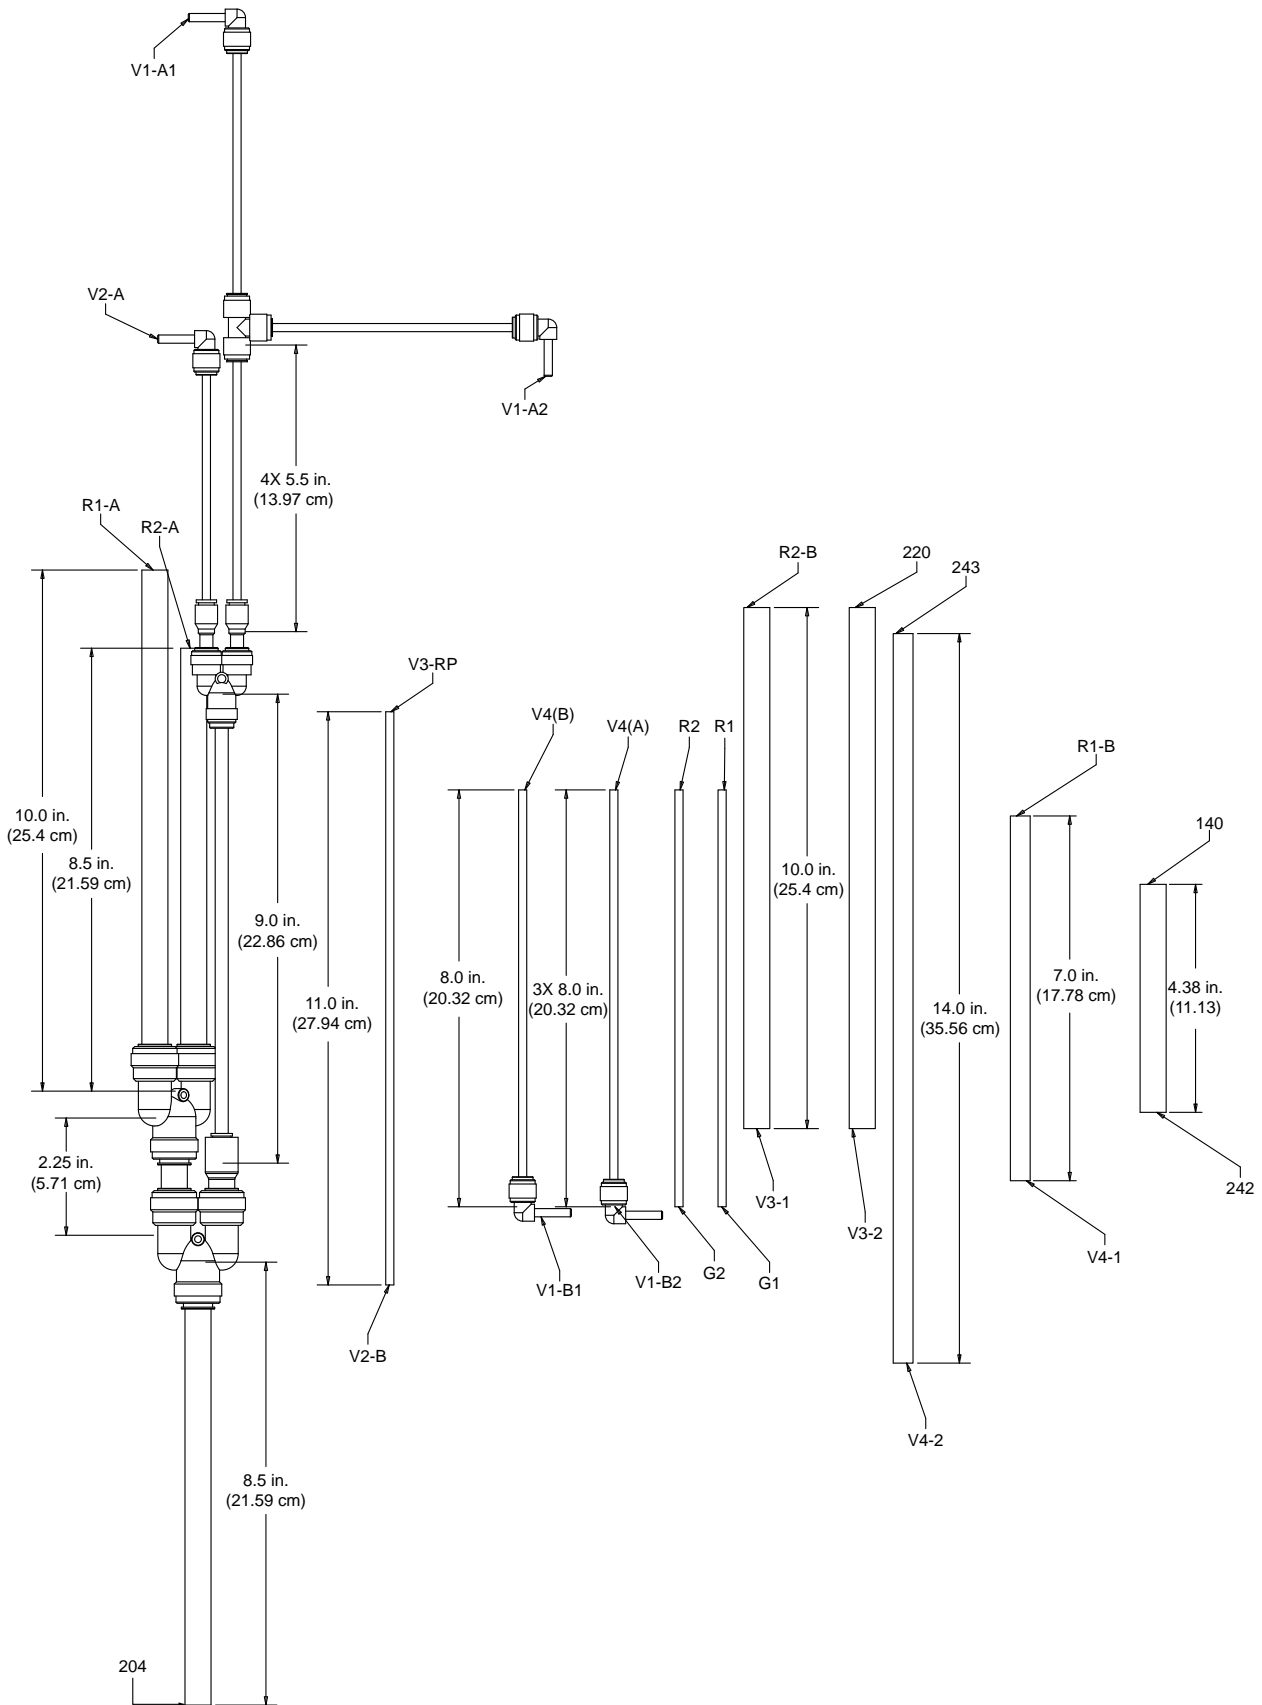 V1-A1
V2-A
V1-A2
4X 5.5 in.
(13.97 cm)
R1-A
R2-A
R2-B
220
243
V3-RP
V4(B)
V4(A)
R2
R1
R1-B
10.0 in.
(25.4 cm)
8.5 in.
(21.59 cm)
140
10.0 in.
(25.4 cm)
9.0 in.
(22.86 cm)
8.0 in.
(20.32 cm)
3X 8.0 in.
(20.32 cm)
7.0 in.
(17.78 cm)
4.38 in.
(11.13)
11.0 in.
(27.94 cm)
14.0 in.
(35.56 cm)
2.25 in.
(5.71 cm)
V3-1
242
V3-2
V4-1
G2
G1
V1-B1
V1-B2
V2-B
V4-2
8.5 in.
(21.59 cm)
204